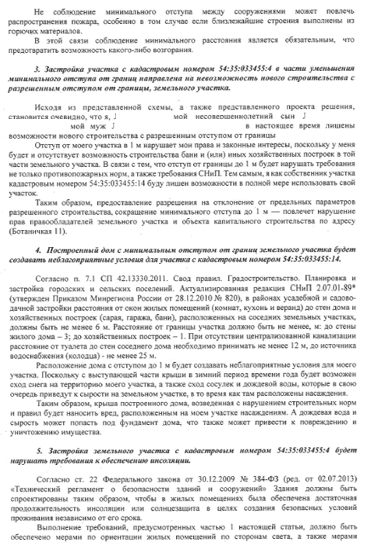 Не соблюдение минимального отступа между сооружениями может повлечь
распространения пожара, особенно в том случае если близлежащие строения выполнены из
горючих материалов.
В этой связи соблюдение минимального расстояния является обязательным, что
предотвратить возможность какого-либо возгорания.
3. Застройка участка с кадастровым номером 54:35:033455:4 в части уменьшения
минимального отступа от границ направлена на невозможность нового строительства с
разрешенным отступом от границы, земельного участка.
Исходя из представленной схемы, а также представленного проекта решения,
становится очевидно, что я, мой несовершеннолетний сын
мой муж в настоящее время лишены
возможности нового строительства с разрешенным отступом от границы
Отступ от моего участка в 1 м нарушает мои права и законные интересы, поскольку у меня
будет отсутствует возможность строительства бани и (или) иных хозяйственных построек в той
части земельного участка. В связи с тем, что отступ от границы до 1 м будет нарушать требования
не только противопожарных норм, а также требования СНиП. Тем самым, я как собственник участка
кадастровым номером 54:35:033455:14 буду лишен возможности в полной мере использовать свой
участок.
Таким образом, предоставление разрешения на отклонение от предельных параметров
разрешенного строительства, сокращение минимального отступа до 1 м — повлечет нарушение
прав правообладателей земельного участка и объекта капитального строительства по адресу
(Ботаничкая 11).
4. Построенный дом с минимальным отступом от границ земельного участка будет
создавать неблагоприятные условия для участка с кадастровым номером 54:35:033455:14.
Согласно п. 7.1 СП 42.13330.2011. Свод правил. Градостроительство. Планировка и
застройка городских и сельских поселений. Актуализированная редакция СНиП 2.07.01-89*
(утвержден Приказом Минрегиона России от 28.12.2010 № 820), в районах усадебной и садово-
дачной застройки расстояния от окон жилых помещений (комнат, кухонь и веранд) до стен дома и
хозяйственных построек (сарая, гаража, бани), расположенных на соседних земельных участках,
должны быть не менее 6 м. Расстояние от границы участка должно быть не менее, м: до стены
жилого дома – 3; до хозяйственных построек – 1. При отсутствии централизованной канализации
расстояние от туалета до стен соседнего дома необходимо принимать не менее 12 м, до источника
водоснабжения (колодца) - не менее 25 м.
Расположение дома с отступом до 1 м будет создавать неблагоприятные условия для моего
участка. Поскольку с выступающей части крыши в зимний период времени года будет возможен
сход снега на территорию моего участка, а также сход сосулек и дождевой воды, которые в свою
очередь приведут к сырости на земельном участке, в то время как там расположены насаждения.
Таким образом, крыша построенного дома, возведенная с нарушением строительных норм
и правил будет наносить вред, расположенным на моем участке насаждениям. А дождевая вода и
сырость может попасть под фундамент дома, что также может привести к повреждению и
уничтожению имущества.
5. Застройка земельного участка с кадастровым номером 54:35:033455:4 будет
нарушать требования к обеспечению инсоляции.
Согласно ст. 22 Федерального закона от 30.12.2009 № 384-ФЗ (ред. от 02.07.2013)
«Технический регламент о безопасности зданий и сооружений» Здания должны быть
спроектированы таким образом, чтобы в жилых помещениях была обеспечена достаточная
продолжительность инсоляции или солнцезащита в целях создания безопасных условий
проживания независимо от его срока.
Выполнение требований, предусмотренных частью 1 настоящей статьи, должно быть
обеспечено мерами по ориентации жилых помещений по сторонам света, а также мерами